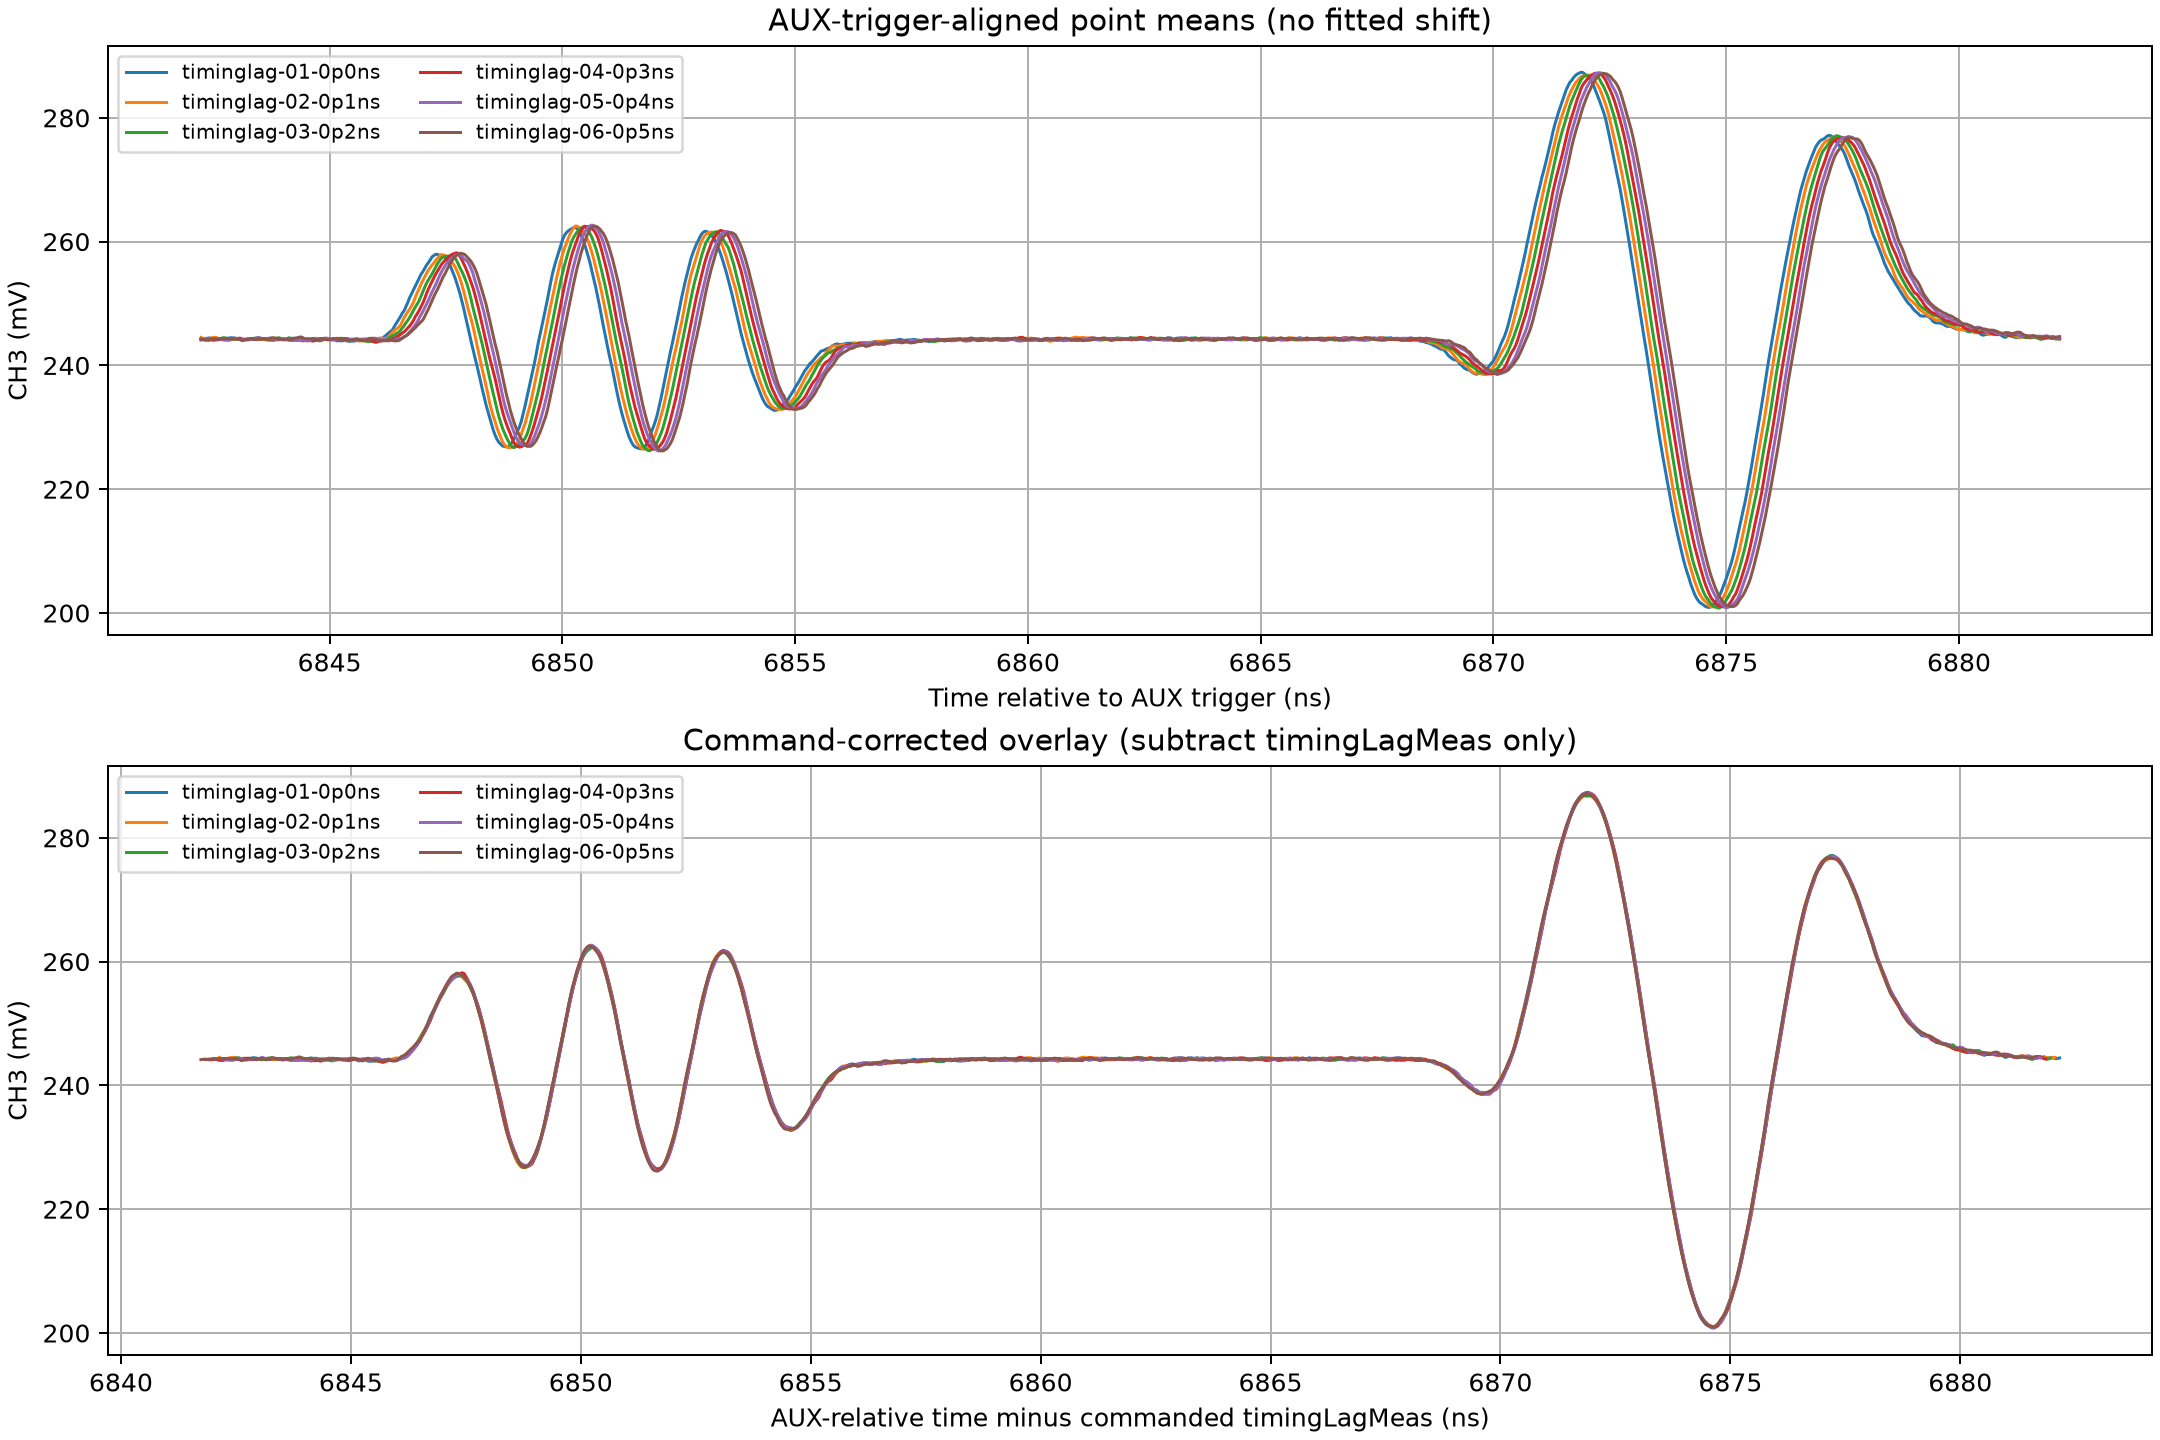 AUX-trigger-aligned point means (no fitted shift)
timinglag-01-0p0ns timinglag-04-0p3ns
timinglag-02-0p1ns timinglag-05-0p4ns
timinglag-03-0p2ns timinglag-06-0p5ns
280
260
240
220
200
CH3 (mV)
6845 6850 6855 6860 6865 6870 6875 6880
Time relative to AUX trigger (ns)
Command-corrected overlay (subtract timingLagMeas only)
timinglag-01-0p0ns timinglag-04-0p3ns
timinglag-02-0p1ns timinglag-05-0p4ns
timinglag-03-0p2ns timinglag-06-0p5ns
280
260
240
220
200
CH3 (mV)
6840 6845 6850 6855 6860 6865 6870 6875 6880
AUX-relative time minus commanded timingLagMeas (ns)